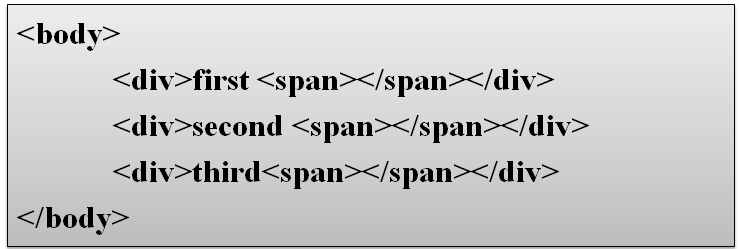 <body>
<div>first <span></span></div>
<div>second <span></span></div>
<div>third<span></span></div>
</body>